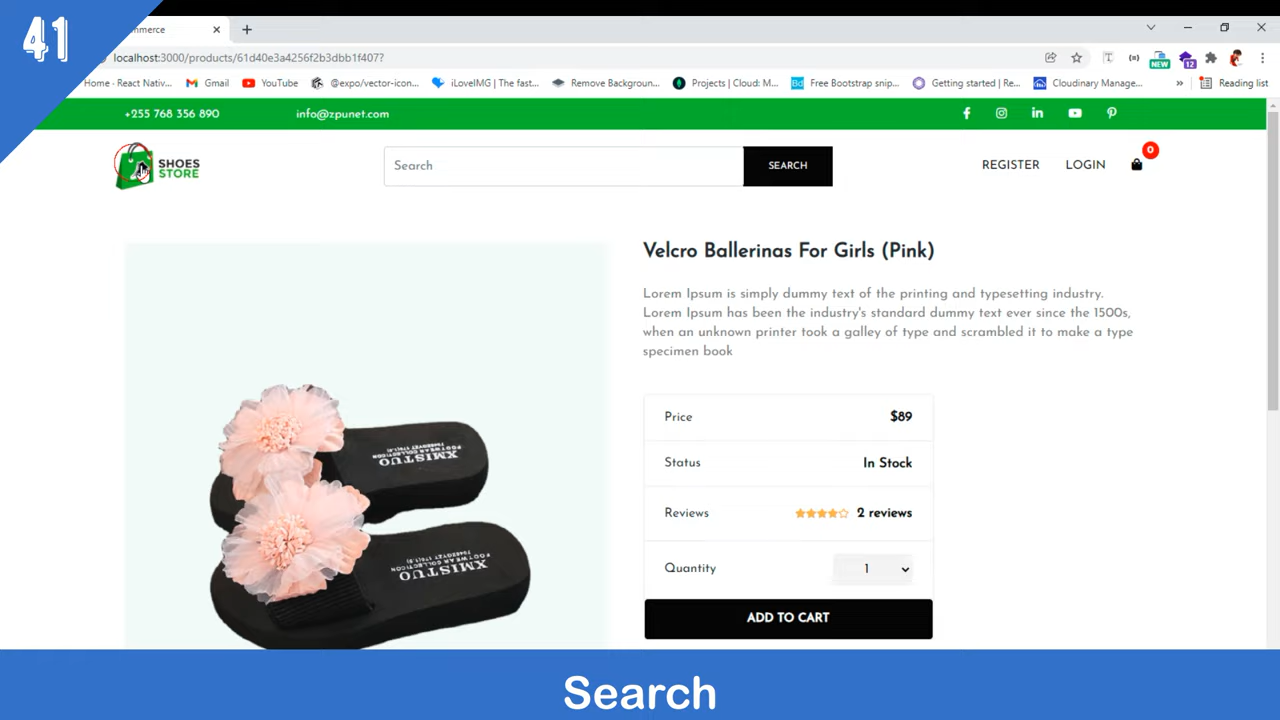 41
mmerce
localhost:3000/products/61d40e3a4256f2b3dbb1f407?
Home - React Nativ...
Gmail
YouTube
@expo/vector-icon...
iLoveIMG | The fast...
Remove Backgroun...
Projects | Cloud: M...
Free Bootstrap snip...
Getting started | Re...
Cloudinary Manage...
»
Reading list
NEW
12
+255 768 356 890
info@zpunet.com
SHOES
STORE
Search
SEARCH
REGISTER
LOGIN
0
Velcro Ballerinas For Girls (Pink)
Lorem Ipsum is simply dummy text of the printing and typesetting industry.
Lorem Ipsum has been the industry's standard dummy text ever since the 1500s,
when an unknown printer took a galley of type and scrambled it to make a type
specimen book
Price $89
Status In Stock
Reviews 2 reviews
Quantity 1
ADD TO CART
XMISTUO
XMISTUO
Search